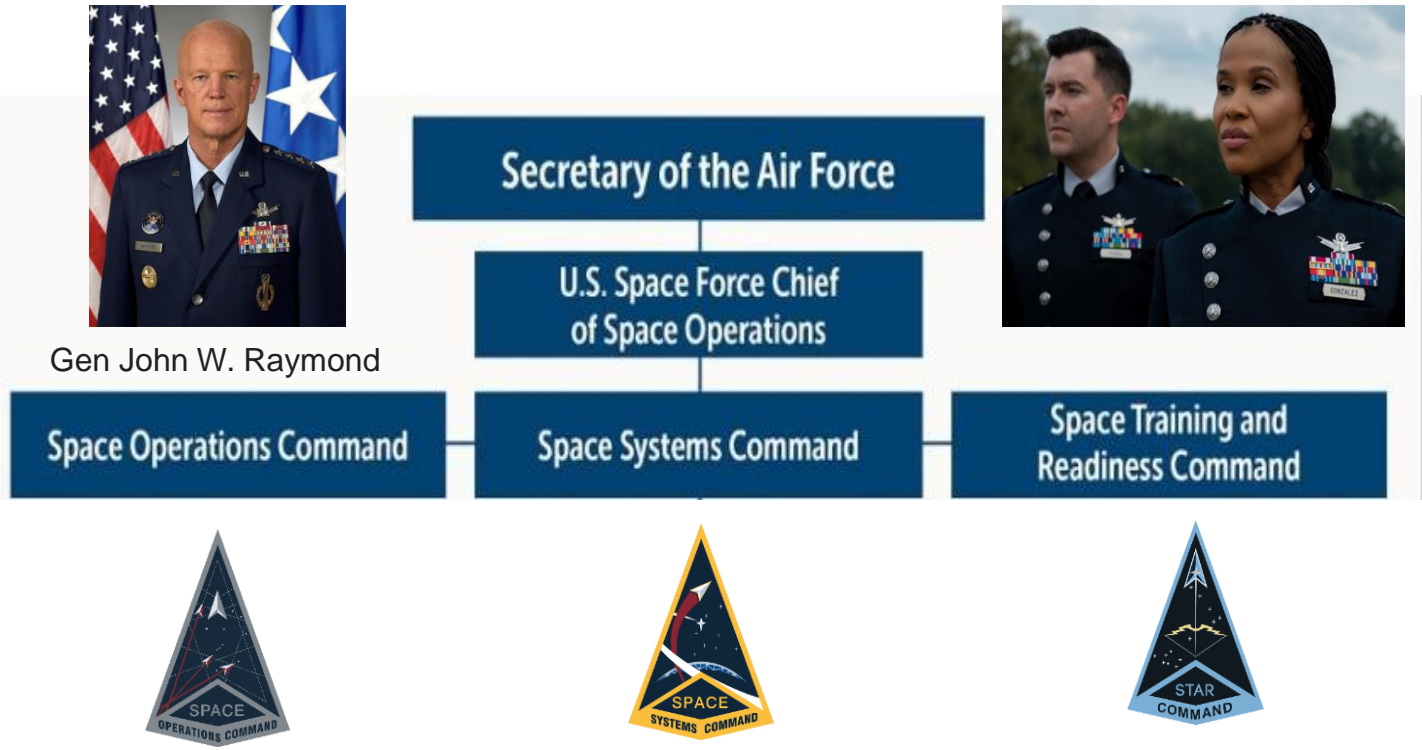 Secretary of the Air Force
U.S. Space Force Chief
of Space Operations
Gen John W. Raymond
Space Operations Command
Space Systems Command
Space Training and
Readiness Command
U.S.
GONZALEZ
SPACE
OPERATIONS COMMAND
SPACE
SYSTEMS COMMAND
STAR
COMMAND